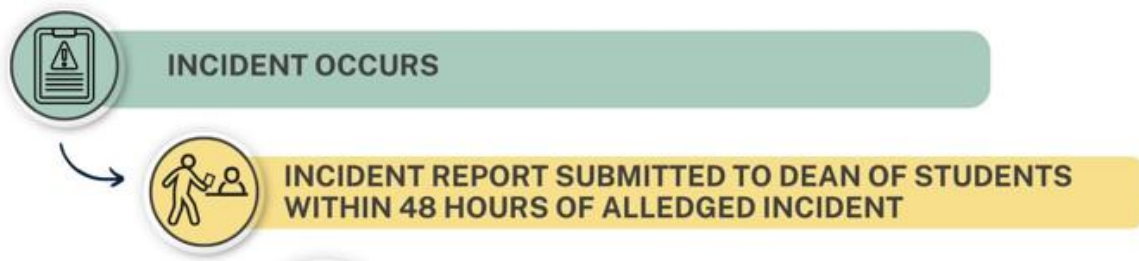 INCIDENT OCCURS
INCIDENT REPORT SUBMITTED TO DEAN OF STUDENTS
WITHIN 48 HOURS OF ALLEDGED INCIDENT